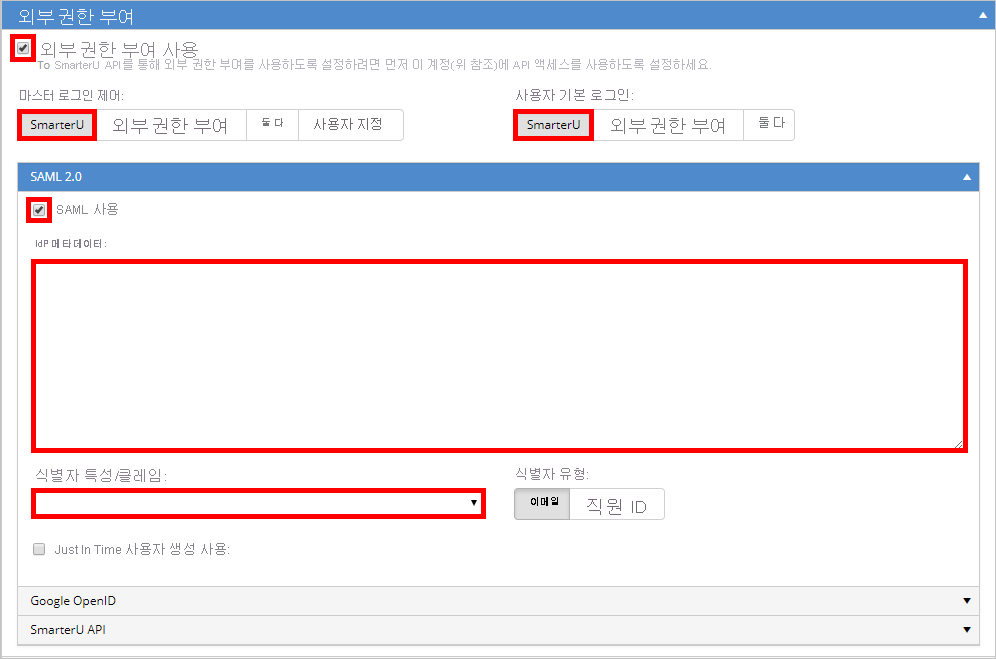 외부 권한 부여
외부 권한 부여 사용
To SmarterU API를 통해 외부 권한 부여를 사용하도록 설정하려면 먼저 이 계정(위 참조)에 API 액세스를 사용하도록 설정하세요.
마스터 로그인 제어: 사용자 기본 로그인:
SmarterU 외부 권한 부여 둘 다 사용자 지정 SmarterU 외부 권한 부여 둘 다
SAML 2.0
SAML 사용
IdP 메타데이터:
식별자 특성/클레임: 식별자 유형:
이메일 직원 ID
Just In Time 사용자 생성 사용:
Google OpenID
SmarterU API